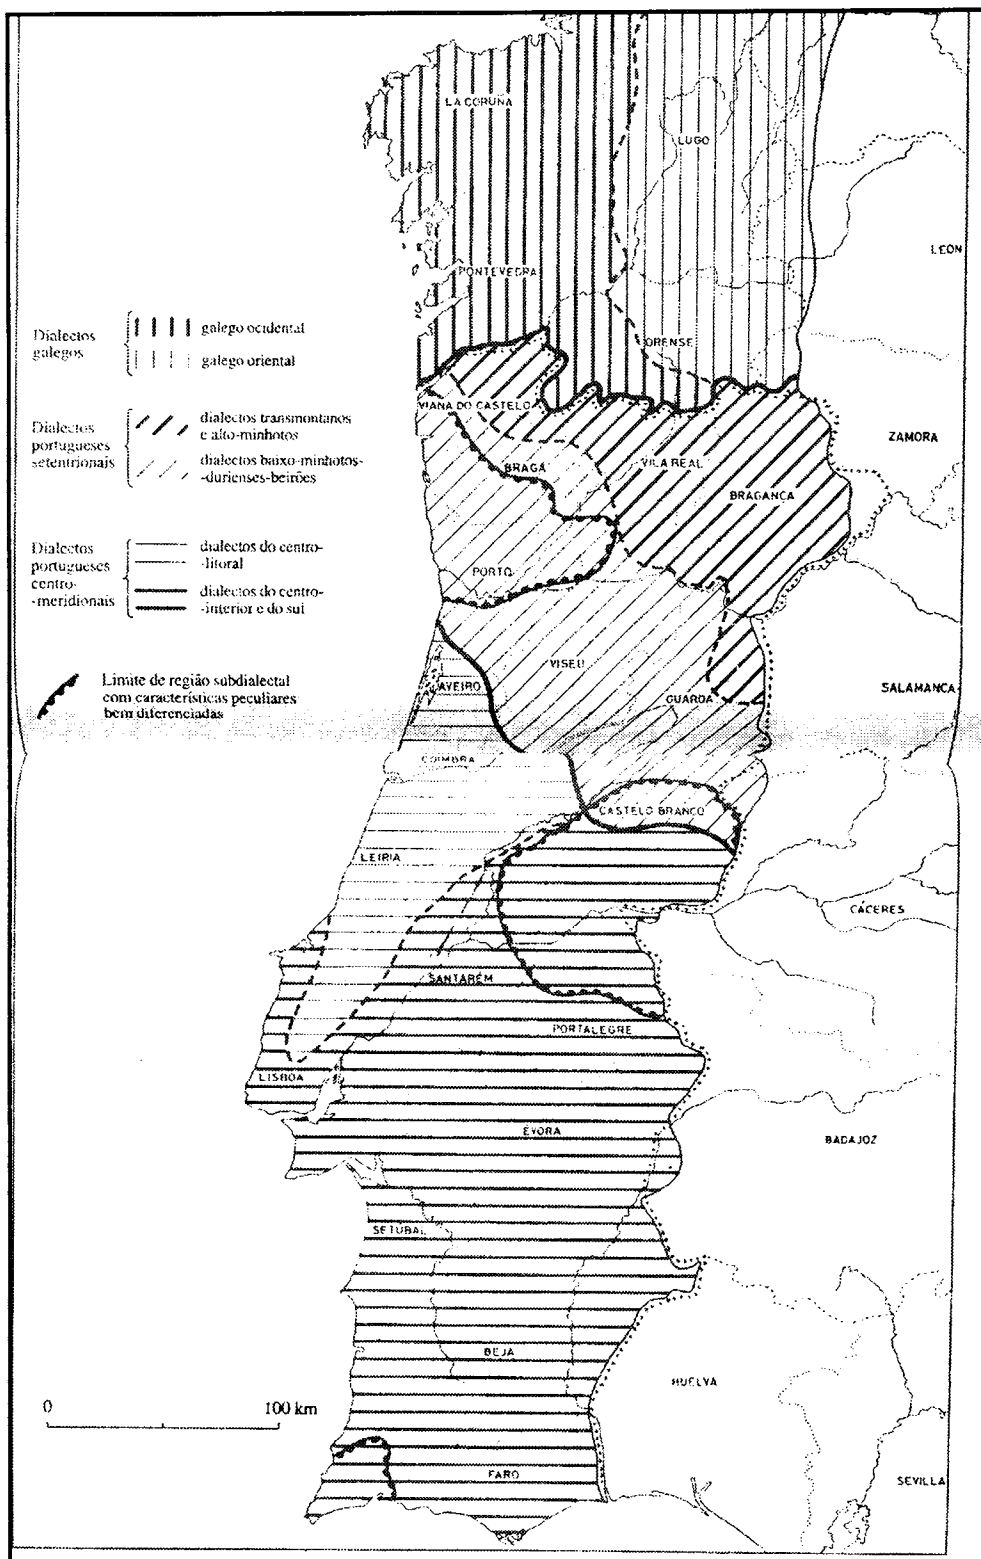 LA CORUÑA
LUGO
LEÓN
PONTEVEDRA
ORENSE
Dialectos
galegos
galego ocidental
galego oriental
Dialectos
portugueses
setentrionais
dialectos transmontanos
e alto-minhotos
dialectos baixo-minhotos-
-durienses-beirões
Dialectos
portugueses
centro-
-meridionais
dialectos do centro-
-litoral
dialectos do centro-
-interior e do sul
Limite de região subdialectal
com características peculiares
bem diferenciadas
VIANA DO CASTELO
BRAGA
VILA REAL
BRAGANÇA
ZAMORA
PORTO
VISEU
AVEIRO
GUARDA
SALAMANCA
COIMBRA
CASTELO BRANCO
LEIRIA
CÁCERES
SANTARÉM
PORTALEGRE
LISBOA
ÉVORA
BADAJOZ
SETÚBAL
BEJA
HUELVA
0 100 km
FARO
SEVILLA